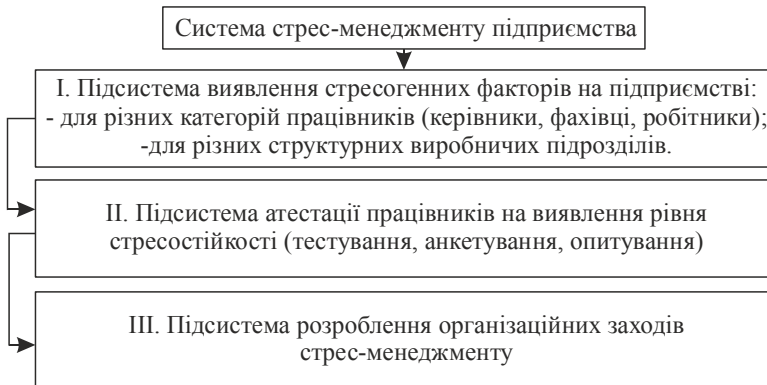 Система стрес-менеджменту підприємства
І. Підсистема виявлення стресогенних факторів на підприємстві:
- для різних категорій працівників (керівники, фахівці, робітники);
-для різних структурних виробничих підрозділів.
ІІ. Підсистема атестації працівників на виявлення рівня
стресостійкості (тестування, анкетування, опитування)
ІІІ. Підсистема розроблення організаційних заходів
стрес-менеджменту